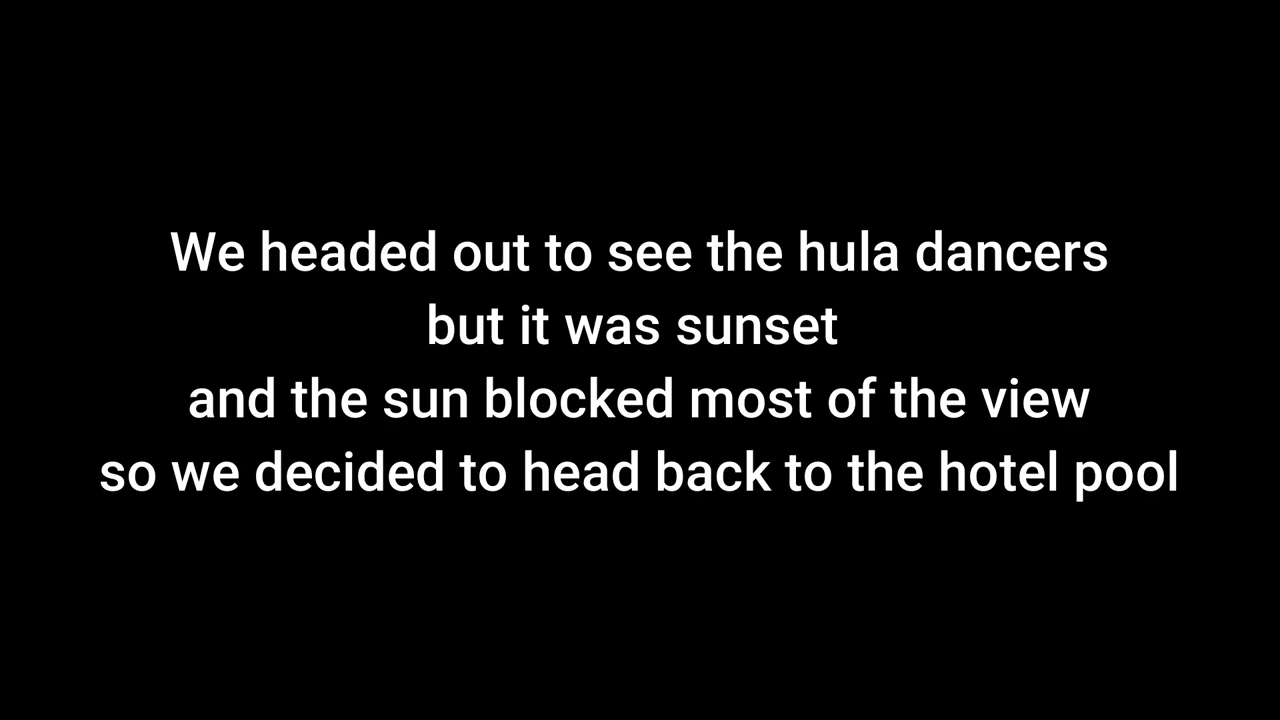 We headed out to see the hula dancers
but it was sunset
and the sun blocked most of the view
so we decided to head back to the hotel pool